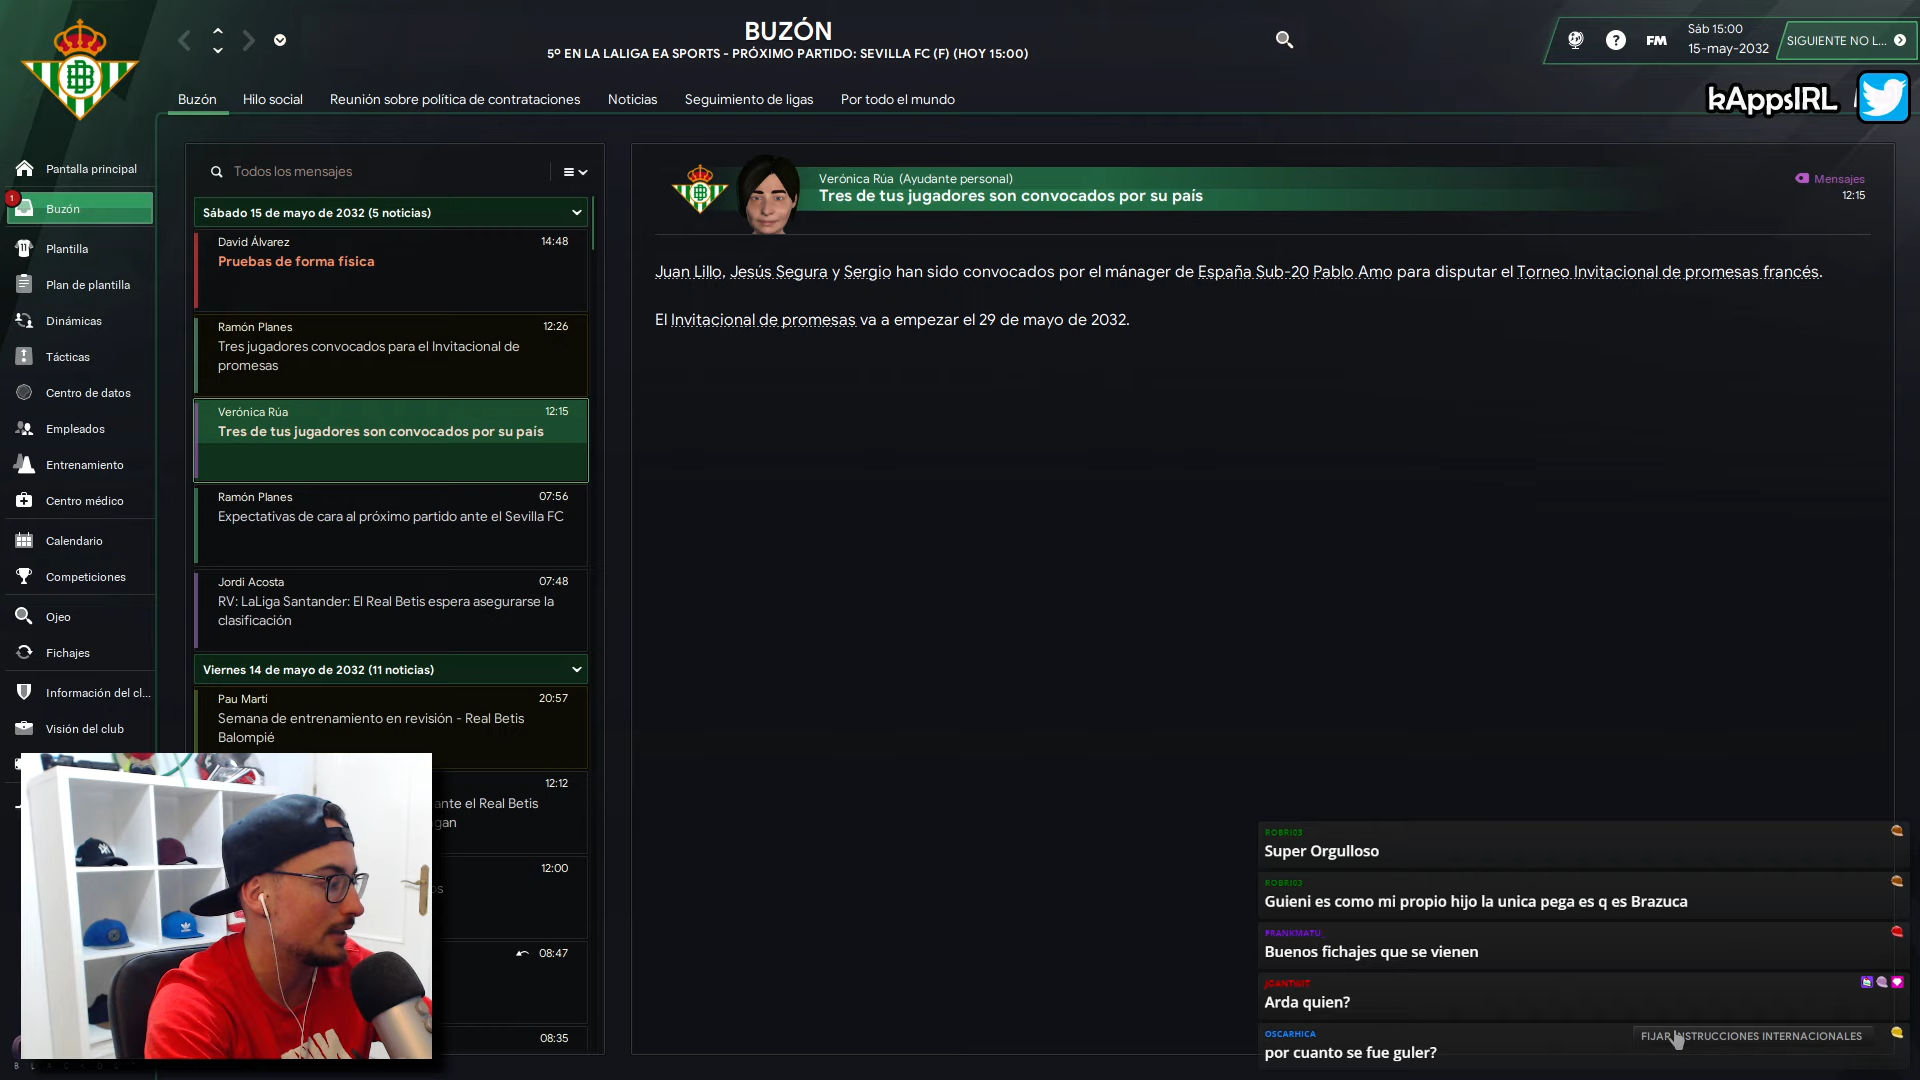 BUZÓN
5º EN LA LALIGA EA SPORTS - PRÓXIMO PARTIDO: SEVILLA FC (F) (HOY 15:00)
Sáb 15:00
15-may-2032
FM
SIGUIENTE NO L...
kAppsIRL
Buzón
Hilo social
Reunión sobre política de contrataciones
Noticias
Seguimiento de ligas
Por todo el mundo
Pantalla principal
1
Buzón
Plantilla
Plan de plantilla
Dinámicas
Tácticas
Centro de datos
Empleados
Entrenamiento
Centro médico
Calendario
Competiciones
Ojeo
Fichajes
Información del cl...
Visión del club
Todos los mensajes
Sábado 15 de mayo de 2032 (5 noticias)
David Álvarez 14:48
Pruebas de forma física
Ramón Planes 12:26
Tres jugadores convocados para el Invitacional de
promesas
Verónica Rúa 12:15
Tres de tus jugadores son convocados por su país
Ramón Planes 07:56
Expectativas de cara al próximo partido ante el Sevilla FC
Jordi Acosta 07:48
RV: LaLiga Santander: El Real Betis espera asegurarse la
clasificación
Viernes 14 de mayo de 2032 (11 noticias)
Pau Martí 20:57
Semana de entrenamiento en revisión - Real Betis
Balompié
12:12
ante el Real Betis
gan
12:00
os
08:47
08:35
Verónica Rúa (Ayudante personal)
Tres de tus jugadores son convocados por su país
Mensajes
12:15
Juan Lillo, Jesús Segura y Sergio han sido convocados por el mánager de España Sub-20 Pablo Amo para disputar el Torneo Invitacional de promesas francés.
El Invitacional de promesas va a empezar el 29 de mayo de 2032.
ROBRI03
Super Orgulloso
ROBRI03
Guieni es como mi propio hijo la unica pega es q es Brazuca
FRANKMATU_
Buenos fichajes que se vienen
JOANTWIT
Arda quien?
OSCARHICA
por cuanto se fue guler?
FIJAR INSTRUCCIONES INTERNACIONALES